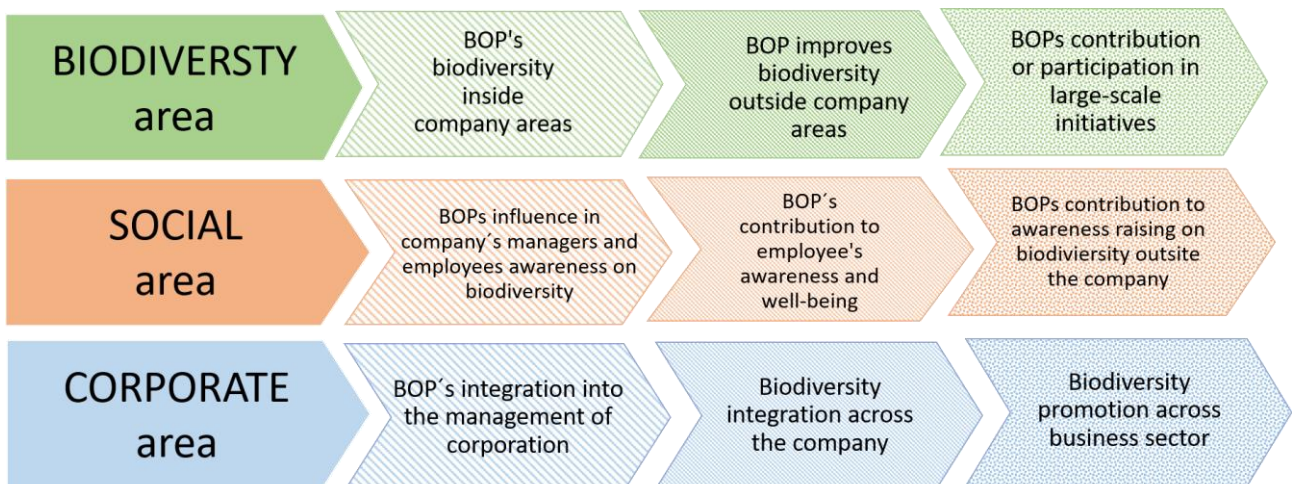 BIODIVERSTY
area
BOP's
biodiversity
inside
company areas
BOP improves
biodiversity
outside company
areas
BOPs contribution
or participation in
large-scale
initiatives
SOCIAL
area
BOPs influence in
company´s managers and
employees awareness on
biodiversity
BOP´s
contribution to
employee's
awareness and
well-being
BOPs contribution to
awareness raising on
biodiviersity outsite
the company
CORPORATE
area
BOP´s integration into
the management of
corporation
Biodiversity
integration across
the company
Biodiversity
promotion across
business sector